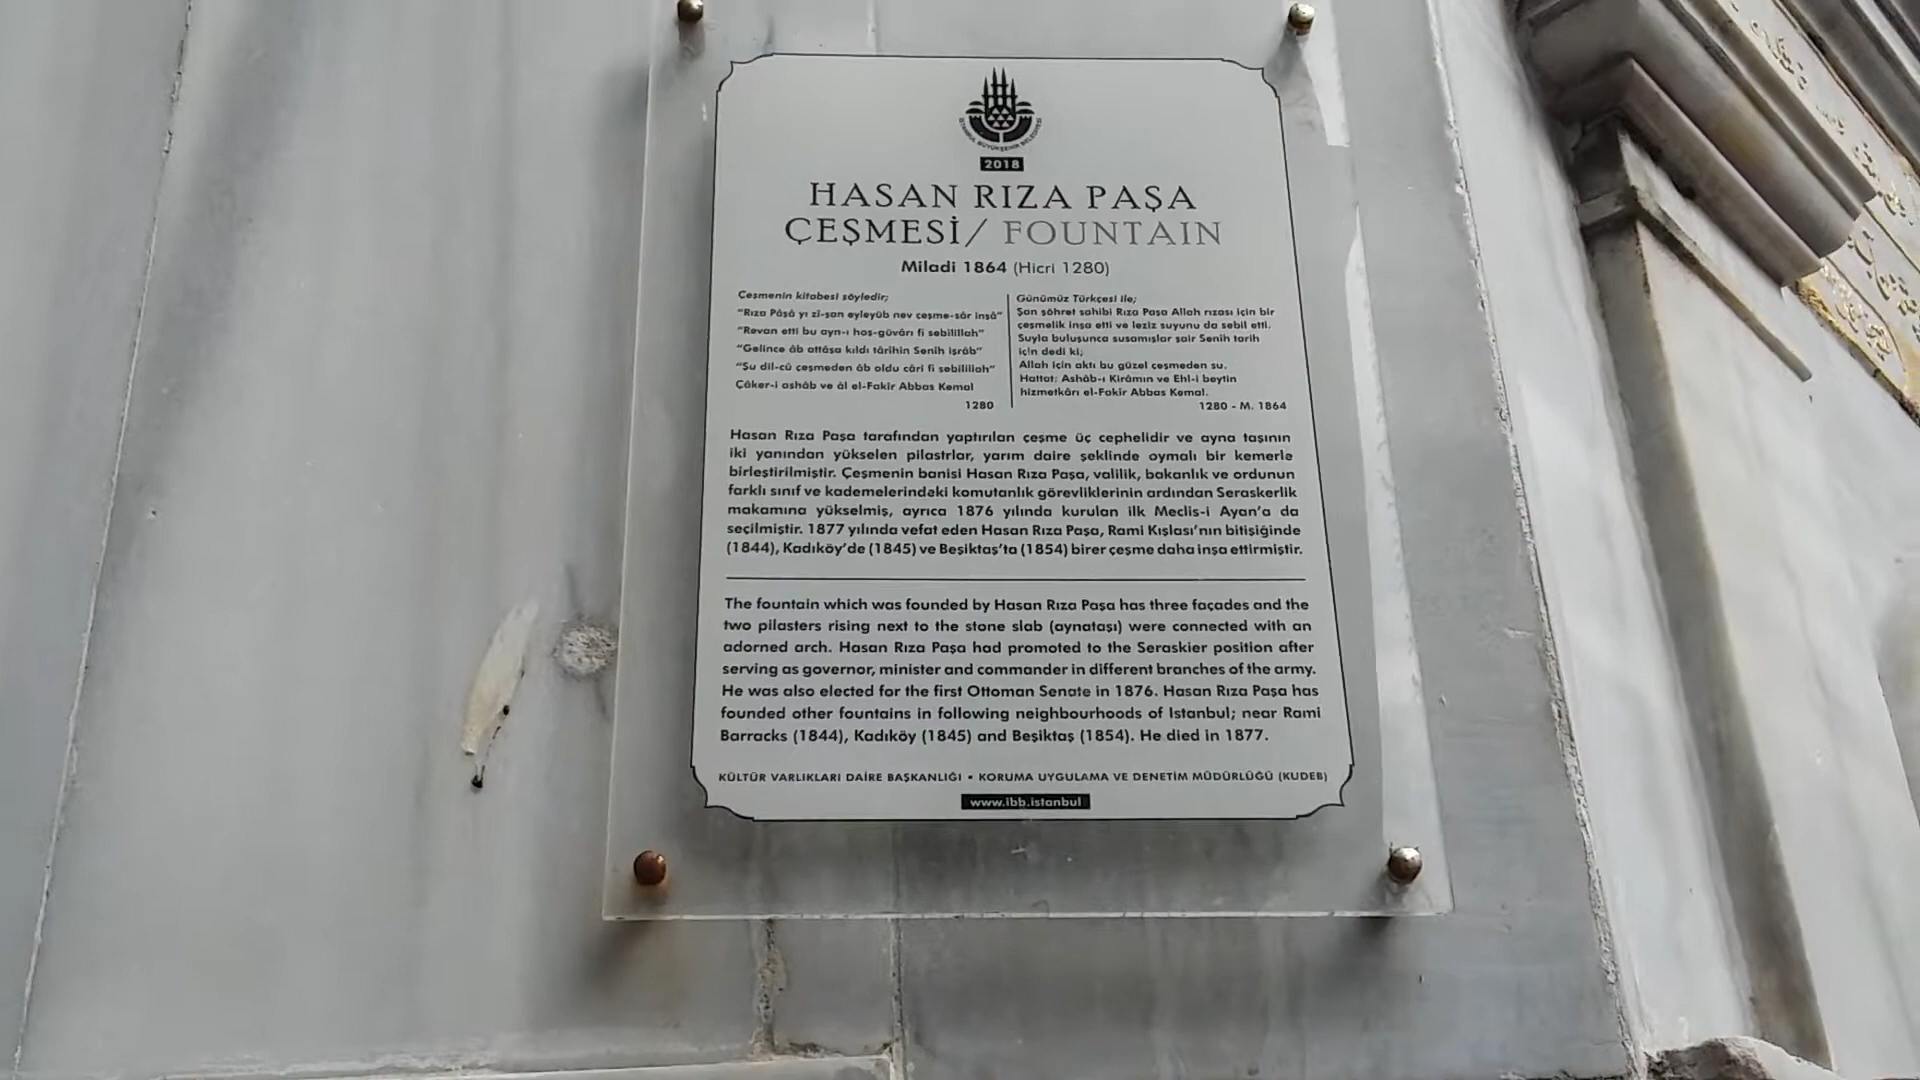 İSTANBUL BÜYÜKŞEHİR BELEDİYESİ
2018
HASAN RIZA PAŞA
ÇEŞMESİ/ FOUNTAIN
Miladi 1864 (Hicri 1280)
Çeşmenin kitabesi şöyledir;
"Rıza Pâşâ yı zî-şan eyleyüb nev çeşme-sâr inşâ"
"Revan etti bu ayn-ı hoş-güvârı fî sebilillah"
"Gelince âb attâşa kıldı târihin Senih işrâb"
"Şu dil-cû çeşmeden âb oldu câri fî sebilillah"
Çâker-i ashâb ve âl el-Fakîr Abbas Kemal
1280
Günümüz Türkçesi ile;
Şan şöhret sahibi Rıza Paşa Allah rızası için bir
çeşmelik inşa etti ve leziz suyunu da sebil etti.
Suyla buluşunca susamışlar şair Senih tarih
için dedi ki;
Allah için aktı bu güzel çeşmeden su.
Hattat: Ashâb-ı Kirâmın ve Ehl-i beytin
hizmetkârı el-Fakîr Abbas Kemal.
1280 - M. 1864
Hasan Rıza Paşa tarafından yaptırılan çeşme üç cephelidir ve ayna taşının
iki yanından yükselen pilastrlar, yarım daire şeklinde oymalı bir kemerle
birleştirilmiştir. Çeşmenin banisi Hasan Rıza Paşa, valilik, bakanlık ve ordunun
farklı sınıf ve kademelerindeki komutanlık görevliklerinin ardından Seraskerlik
makamına yükselmiş, ayrıca 1876 yılında kurulan ilk Meclis-i Ayan'a da
seçilmiştir. 1877 yılında vefat eden Hasan Rıza Paşa, Rami Kışlası'nın bitişiğinde
(1844), Kadıköy'de (1845) ve Beşiktaş'ta (1854) birer çeşme daha inşa ettirmiştir.
The fountain which was founded by Hasan Rıza Paşa has three façades and the
two pilasters rising next to the stone slab (aynataşı) were connected with an
adorned arch. Hasan Rıza Paşa had promoted to the Seraskier position after
serving as governor, minister and commander in different branches of the army.
He was also elected for the first Ottoman Senate in 1876. Hasan Rıza Paşa has
founded other fountains in following neighbourhoods of Istanbul; near Rami
Barracks (1844), Kadıköy (1845) and Beşiktaş (1854). He died in 1877.
KÜLTÜR VARLIKLARI DAİRE BAŞKANLIĞI • KORUMA UYGULAMA VE DENETİM MÜDÜRLÜĞÜ (KUDEB)
www.ibb.istanbul